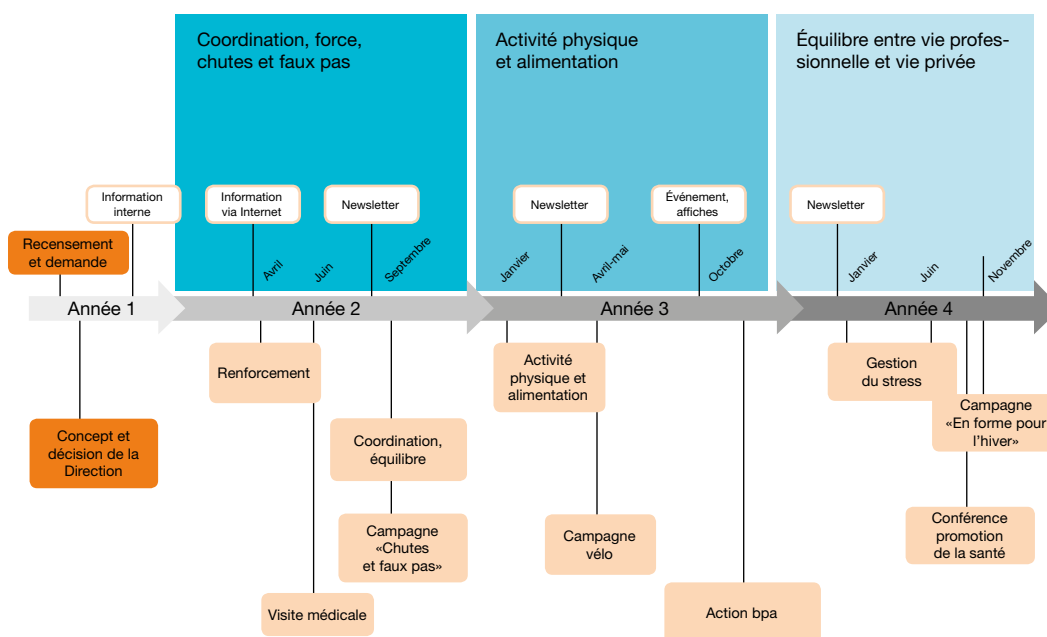 Coordination, force,
chutes et faux pas
Activité physique
et alimentation
Équilibre entre vie profes-
sionnelle et vie privée
Information
interne
Information
via Internet
Newsletter
Newsletter
Événement,
affiches
Newsletter
Recensement
et demande
Avril
Juin
Septembre
Janvier
Avril-mai
Octobre
Janvier
Juin
Novembre
Année 1
Année 2
Année 3
Année 4
Renforcement
Activité
physique et
alimentation
Gestion
du stress
Concept et
décision de la
Direction
Coordination,
équilibre
Campagne
«En forme pour
l'hiver»
Campagne
«Chutes
et faux pas»
Campagne
vélo
Conférence
promotion
de la santé
Visite médicale
Action bpa